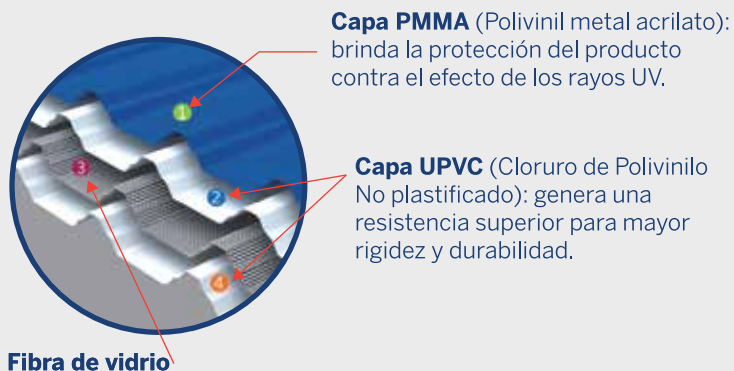 Capa PMMA (Polivinil metal acrilato):
brinda la protección del producto
contra el efecto de los rayos UV.
1
3
2
Capa UPVC (Cloruro de Polivinilo
No plastificado): genera una
resistencia superior para mayor
rigidez y durabilidad.
4
Fibra de vidrio